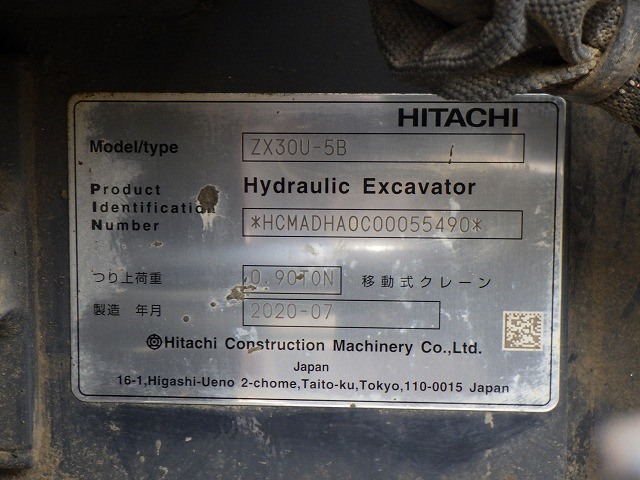 HITACHI
Model/type ZX30U-5B
Product Identification Number
Hydraulic Excavator
*HCMADHA0C00055490*
つり上荷重 0.90TON 移動式クレーン
製造 年月 2020-07
Hitachi Construction Machinery Co.,Ltd.
Japan
16-1,Higashi-Ueno 2-chome,Taito-ku,Tokyo,110-0015 Japan